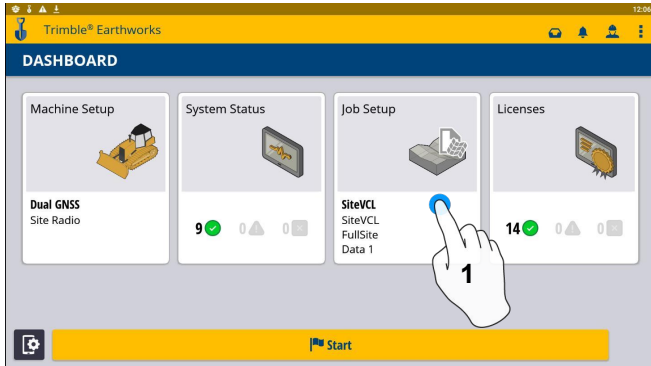 12:06
Trimble® Earthworks
DASHBOARD
Machine Setup
Dual GNSS
Site Radio
System Status
9 0 0
Job Setup
SiteVCL
SiteVCL
FullSite
Data 1
1
Licenses
14 0 0
Start